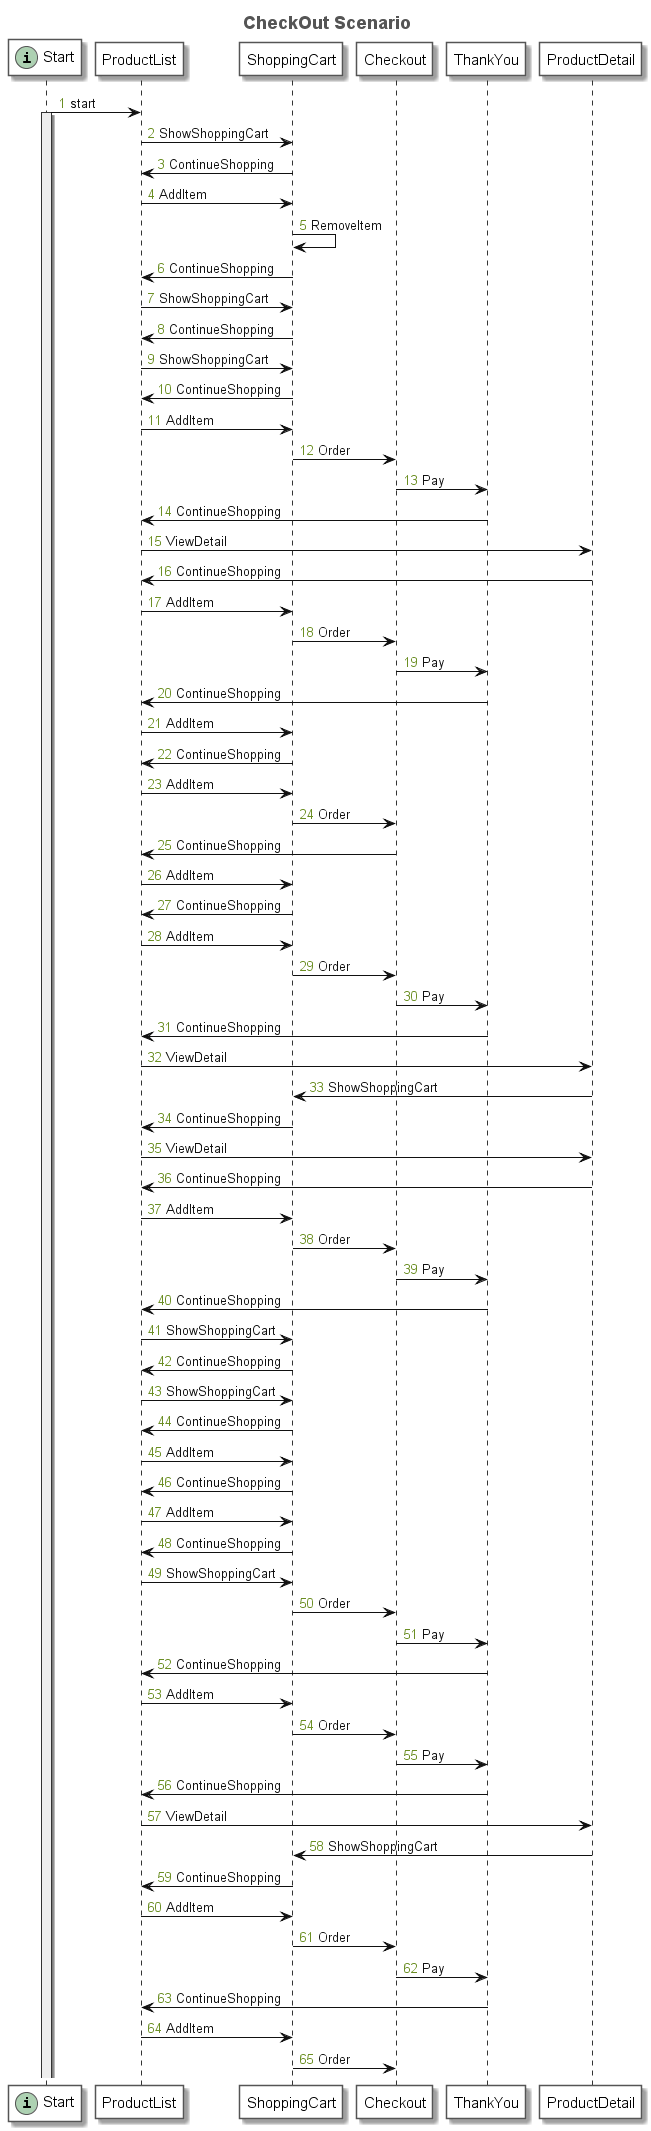 CheckOut Scenario
i Start ProductList ShoppingCart Checkout ThankYou ProductDetail
1 start
2 ShowShoppingCart
3 ContinueShopping
4 AddItem
5 RemoveItem
6 ContinueShopping
7 ShowShoppingCart
8 ContinueShopping
9 ShowShoppingCart
10 ContinueShopping
11 AddItem
12 Order
13 Pay
14 ContinueShopping
15 ViewDetail
16 ContinueShopping
17 AddItem
18 Order
19 Pay
20 ContinueShopping
21 AddItem
22 ContinueShopping
23 AddItem
24 Order
25 ContinueShopping
26 AddItem
27 ContinueShopping
28 AddItem
29 Order
30 Pay
31 ContinueShopping
32 ViewDetail
33 ShowShoppingCart
34 ContinueShopping
35 ViewDetail
36 ContinueShopping
37 AddItem
38 Order
39 Pay
40 ContinueShopping
41 ShowShoppingCart
42 ContinueShopping
43 ShowShoppingCart
44 ContinueShopping
45 AddItem
46 ContinueShopping
47 AddItem
48 ContinueShopping
49 ShowShoppingCart
50 Order
51 Pay
52 ContinueShopping
53 AddItem
54 Order
55 Pay
56 ContinueShopping
57 ViewDetail
58 ShowShoppingCart
59 ContinueShopping
60 AddItem
61 Order
62 Pay
63 ContinueShopping
64 AddItem
65 Order
i Start ProductList ShoppingCart Checkout ThankYou ProductDetail